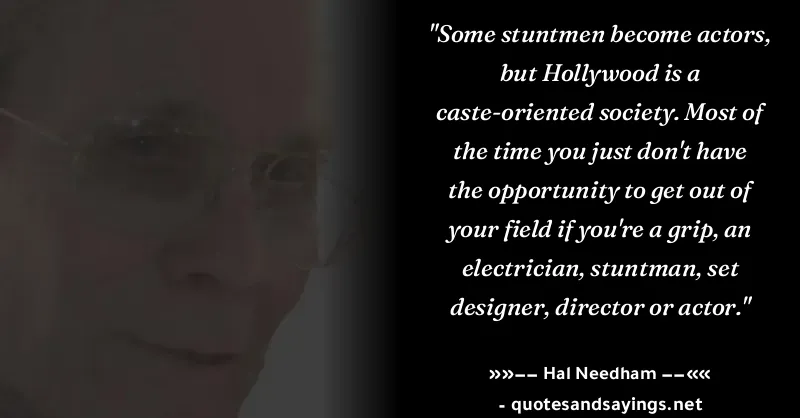 "Some stuntmen become actors,
but Hollywood is a
caste-oriented society. Most of
the time you just don't have
the opportunity to get out of
your field if you're a grip, an
electrician, stuntman, set
designer, director or actor."
»»–– Hal Needham ––««
- quotesandsayings.net